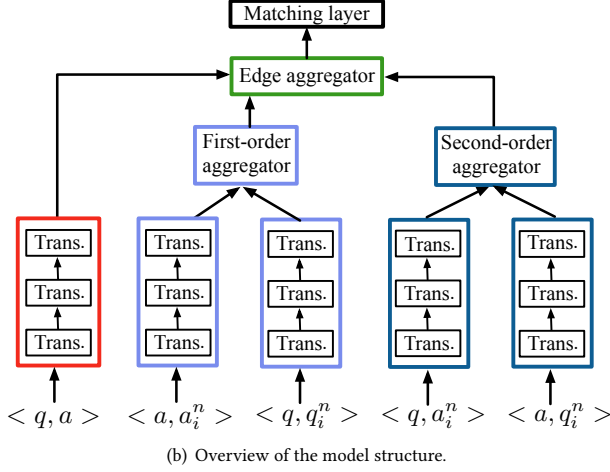 Matching layer
Edge aggregator
First-order
aggregator
Second-order
aggregator
Trans. Trans. Trans. Trans. Trans.
Trans. Trans. Trans. Trans. Trans.
Trans. Trans. Trans. Trans. Trans.
< q, a > < a, a_i^n > < q, q_i^n > < q, a_i^n > < a, q_i^n >
(b) Overview of the model structure.